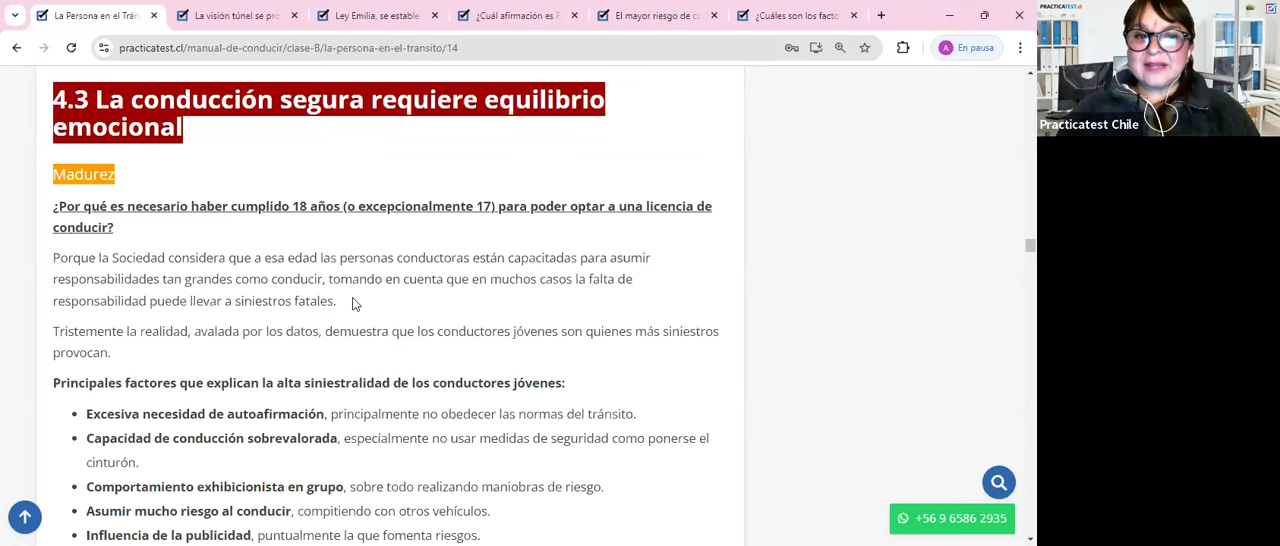 La Persona en el Trán
La visión túnel se pro
Ley Emilia, se estable
¿Cuál afirmación es F
El mayor riesgo de co
¿Cuáles son los facto
practicatest.cl/manual-de-conducir/clase-B/la-persona-en-el-transito/14
A En pausa
PRACTICATEST.cl
Practicatest Chile
4.3 La conducción segura requiere equilibrio
emocional
Madurez
¿Por qué es necesario haber cumplido 18 años (o excepcionalmente 17) para poder optar a una licencia de
conducir?
Porque la Sociedad considera que a esa edad las personas conductoras están capacitadas para asumir
responsabilidades tan grandes como conducir, tomando en cuenta que en muchos casos la falta de
responsabilidad puede llevar a siniestros fatales.
Tristemente la realidad, avalada por los datos, demuestra que los conductores jóvenes son quienes más siniestros
provocan.
Principales factores que explican la alta siniestralidad de los conductores jóvenes:
• Excesiva necesidad de autoafirmación, principalmente no obedecer las normas del tránsito.
• Capacidad de conducción sobrevalorada, especialmente no usar medidas de seguridad como ponerse el
cinturón.
• Comportamiento exhibicionista en grupo, sobre todo realizando maniobras de riesgo.
• Asumir mucho riesgo al conducir, compitiendo con otros vehículos.
• Influencia de la publicidad, puntualmente la que fomenta riesgos.
+56 9 6586 2935